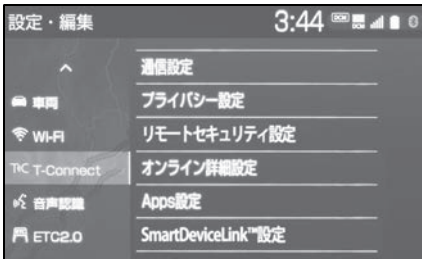 設定・編集
3:44
DCM
車両
Wi-Fi
T-Connect
音声認識
ETC2.0
通信設定
プライバシー設定
リモートセキュリティ設定
オンライン詳細設定
Apps設定
SmartDeviceLink™設定